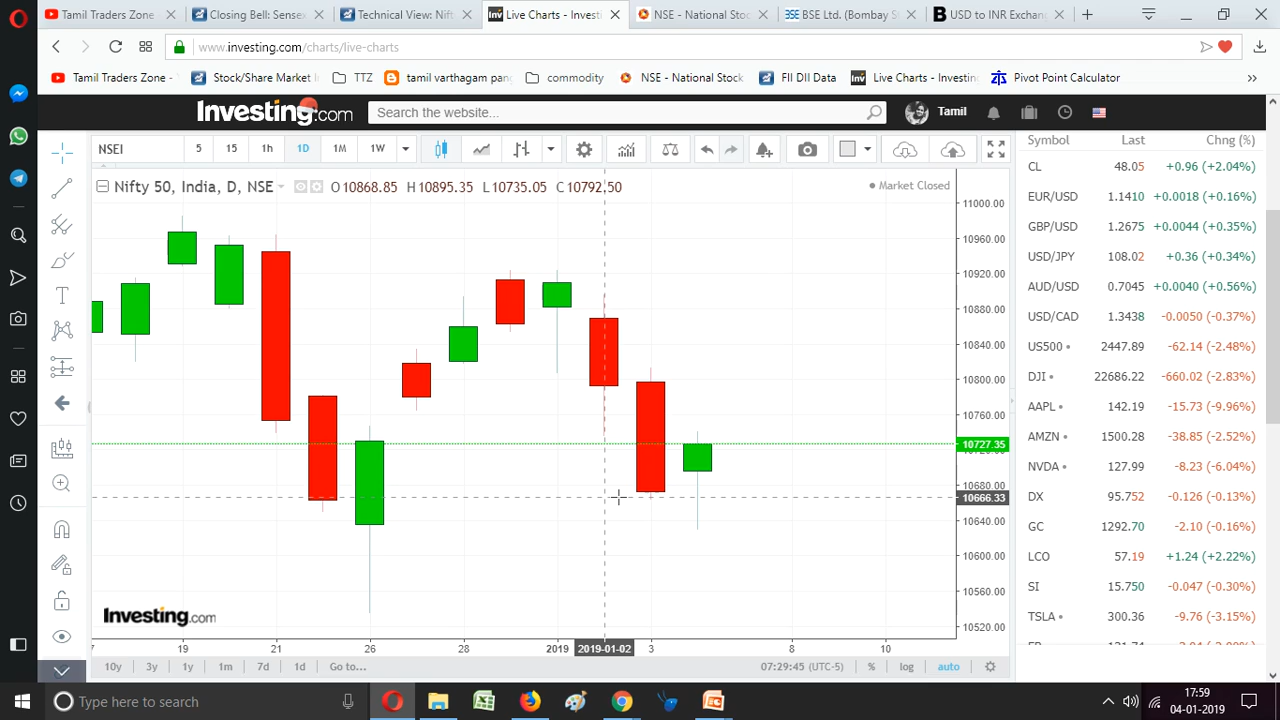 Tamil Traders Zone
Closing Bell: Sensex
Technical View: Nift
Live Charts - Investi
NSE - National Stoc
BSE Ltd. (Bombay S
USD to INR Exchan
www.investing.com/charts/live-charts
Tamil Traders Zone -
Stock/Share Market I
TTZ
tamil varthagam pan
commodity
NSE - National Stock
FII DII Data
Live Charts - Investin
Pivot Point Calculator
Investing.com
Search the website...
Tamil
NSEI
5
15
1h
1D
1M
1W
Symbol Last Chng (%)
Nifty 50, India, D, NSE O10868.85 H10895.35 L10735.05 C10792.50
Market Closed
CL 48.05 +0.96 (+2.04%)
EUR/USD 1.1410 +0.0018 (+0.16%)
GBP/USD 1.2675 +0.0044 (+0.35%)
USD/JPY 108.02 +0.36 (+0.34%)
AUD/USD 0.7045 +0.0040 (+0.56%)
USD/CAD 1.3438 -0.0050 (-0.37%)
US500 2447.89 -62.14 (-2.48%)
DJI 22686.22 -660.02 (-2.83%)
AAPL 142.19 -15.73 (-9.96%)
AMZN 1500.28 -38.85 (-2.52%)
NVDA 127.99 -8.23 (-6.04%)
DX 95.752 -0.126 (-0.13%)
GC 1292.70 -2.10 (-0.16%)
LCO 57.19 +1.24 (+2.22%)
SI 15.750 -0.047 (-0.30%)
TSLA 300.36 -9.76 (-3.15%)
11000.00
10960.00
10920.00
10880.00
10840.00
10800.00
10760.00
10727.35
10720.00
10680.00
10666.33
10640.00
10600.00
10560.00
10520.00
Investing.com
7 19 21 26 28 2019 2019-01-02 3 8 10
10y 3y 1y 1m 7d 1d Go to... 07:29:45 (UTC-5) % log auto
Type here to search
17:59
04-01-2019